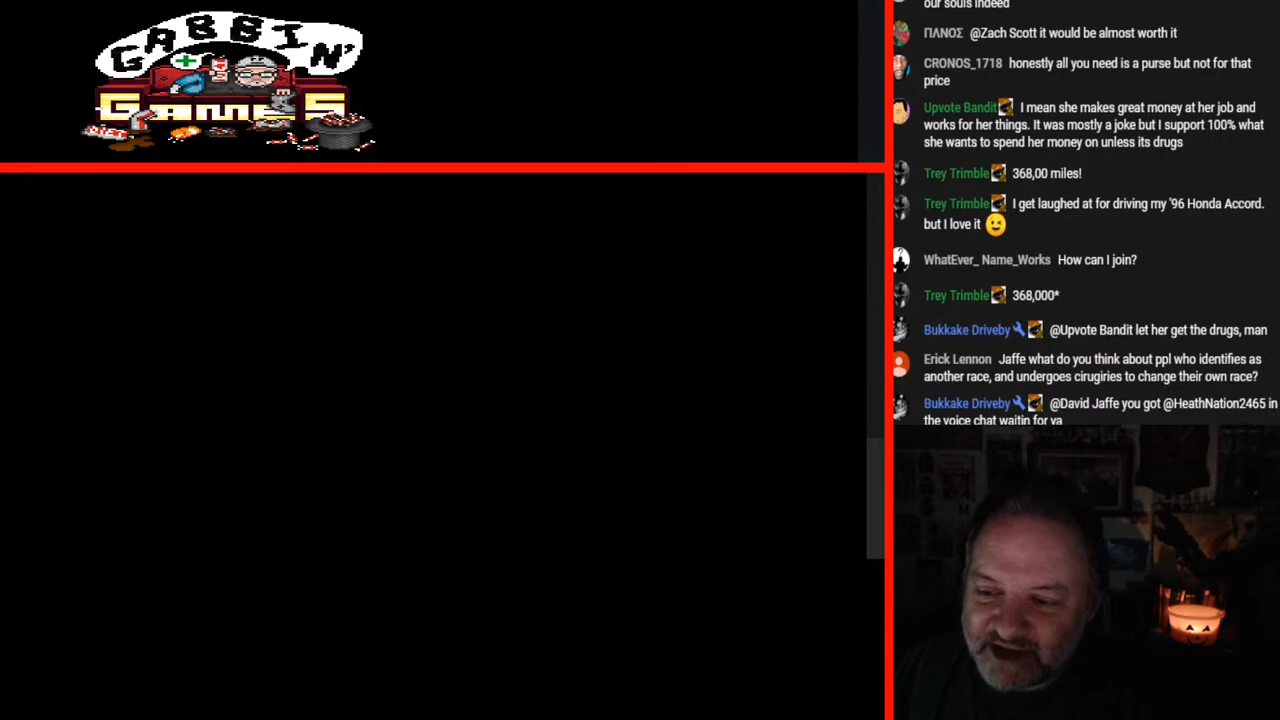 GABBIN'
GAMES
our souls indeed
ΠΛΝΟΣ @Zach Scott it would be almost worth it
CRONOS_1718 honestly all you need is a purse but not for that
price
Upvote Bandit I mean she makes great money at her job and
works for her things. It was mostly a joke but I support 100% what
she wants to spend her money on unless its drugs
Trey Trimble 368,00 miles!
Trey Trimble I get laughed at for driving my '96 Honda Accord.
but I love it 😉
WhatEver_ Name_Works How can I join?
Trey Trimble 368,000*
Bukkake Driveby @Upvote Bandit let her get the drugs, man
Erick Lennon Jaffe what do you think about ppl who identifies as
another race, and undergoes cirugiries to change their own race?
Bukkake Driveby @David Jaffe you got @HeathNation2465 in
the voice chat waitin for ya